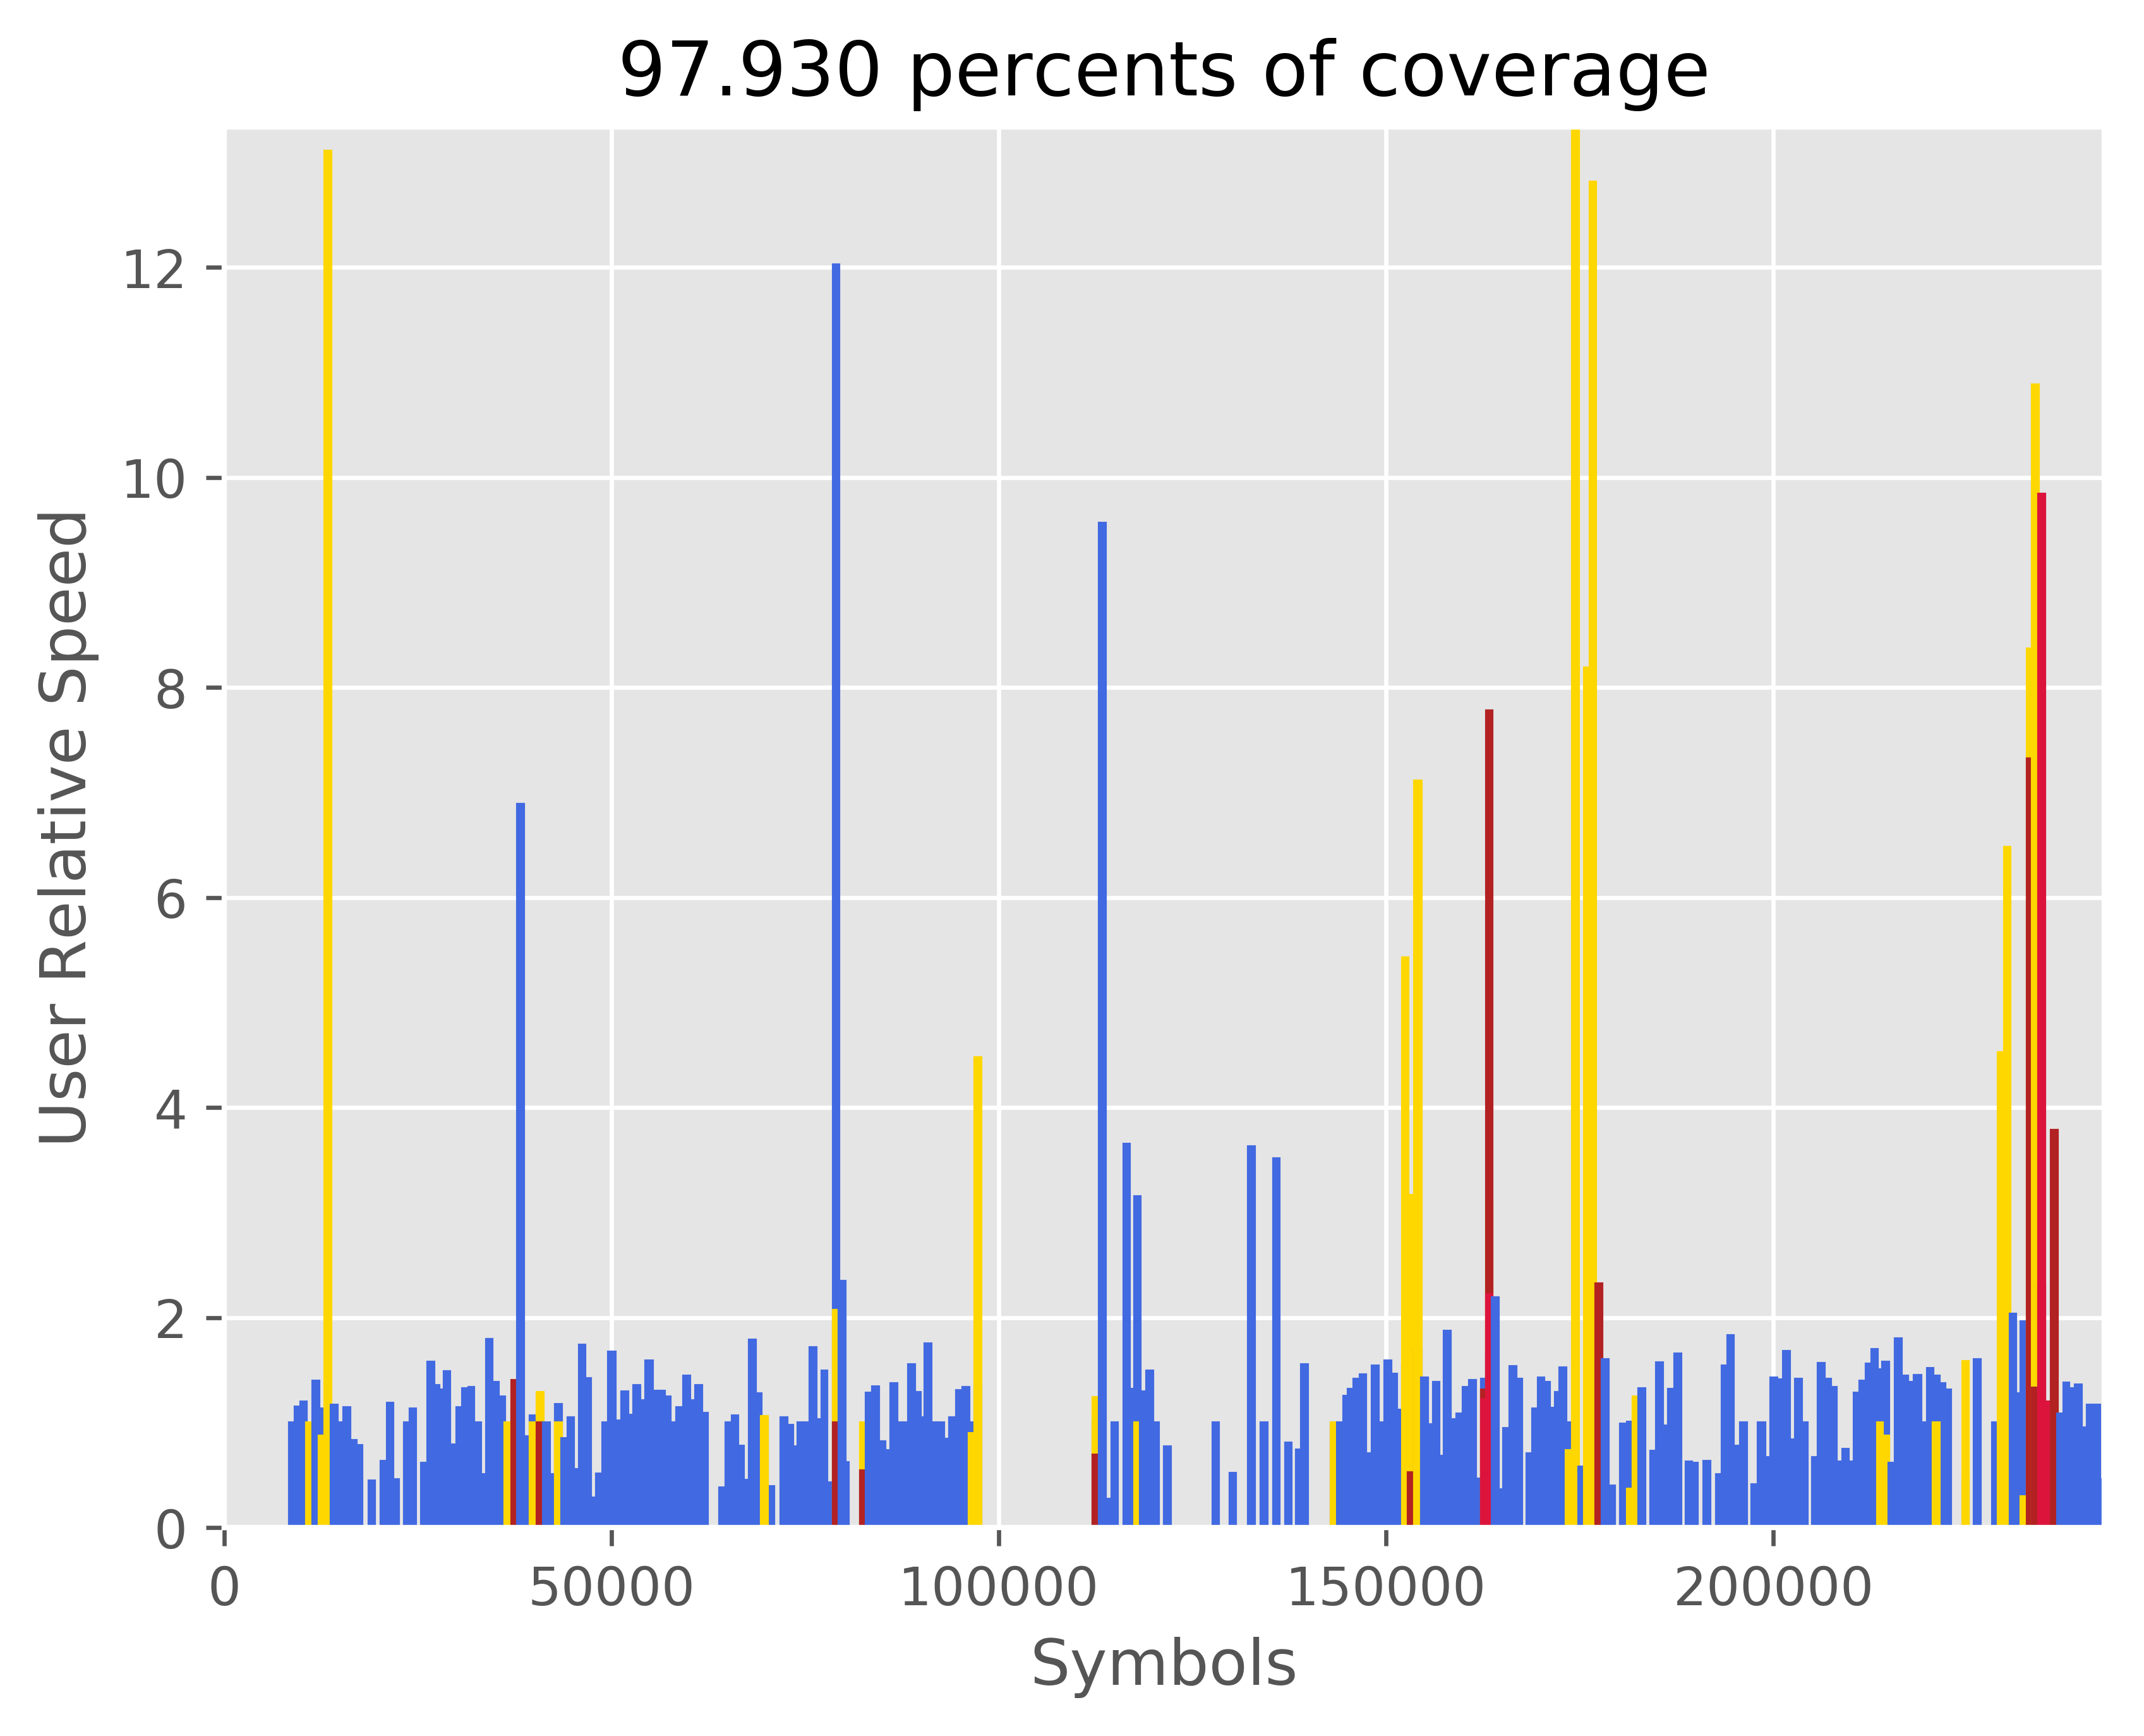 97.930 percents of coverage
User Relative Speed
12
10
8
6
4
2
0
0 50000 100000 150000 200000
Symbols